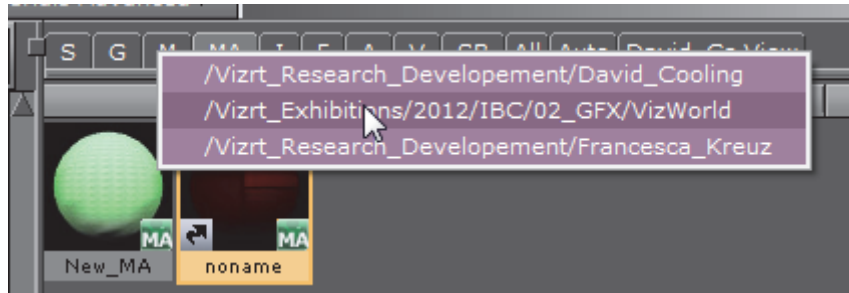 S G M MA I F A V All Auto
/Vizrt_Research_Developement/David_Cooling
/Vizrt_Exhibitions/2012/IBC/02_GFX/VizWorld
/Vizrt_Research_Developement/Francesca_Kreuz
MA MA
New_MA noname